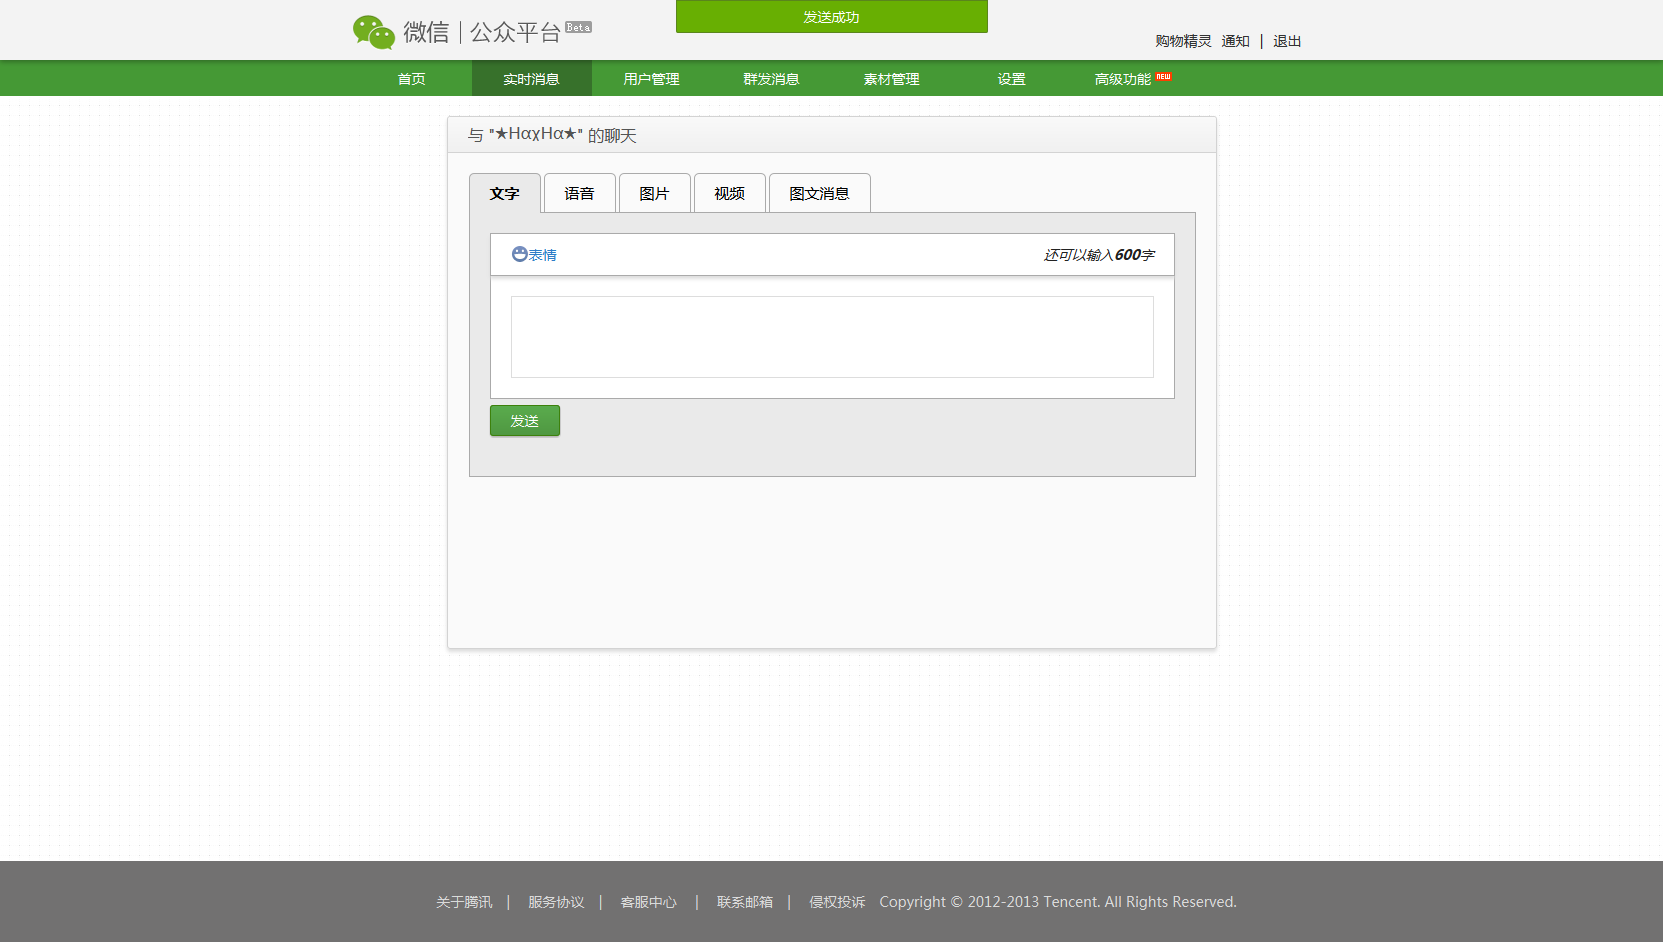 微信 | 公众平台 Beta
发送成功
购物精灵 通知 | 退出
首页 实时消息 用户管理 群发消息 素材管理 设置 高级功能 NEW
与 "★HαχHα★" 的聊天
文字 语音 图片 视频 图文消息
表情 还可以输入600字
发送
关于腾讯 | 服务协议 | 客服中心 | 联系邮箱 | 侵权投诉 Copyright © 2012-2013 Tencent. All Rights Reserved.